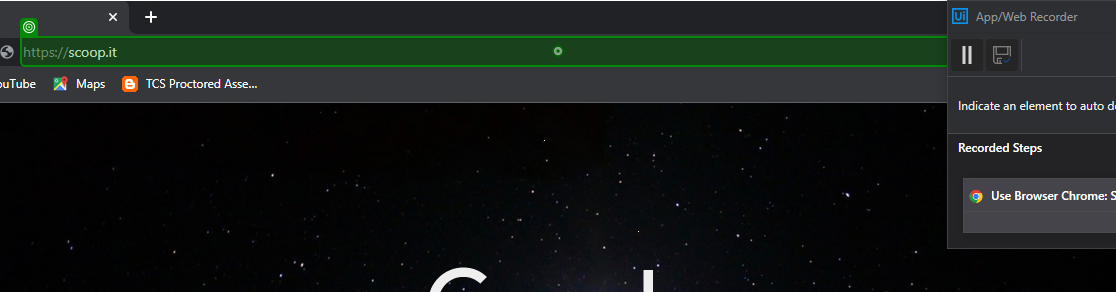 Ui App/Web Recorder
https://scoop.it
YouTube Maps TCS Proctored Asse...
Indicate an element to auto
Recorded Steps
Use Browser Chrome: